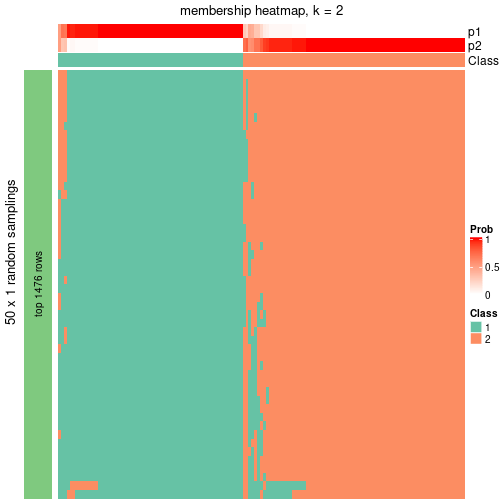 membership heatmap, k = 2
p1
p2
Class
50 x 1 random samplings
top 1476 rows
Prob
1
0.5
0
Class
1
2